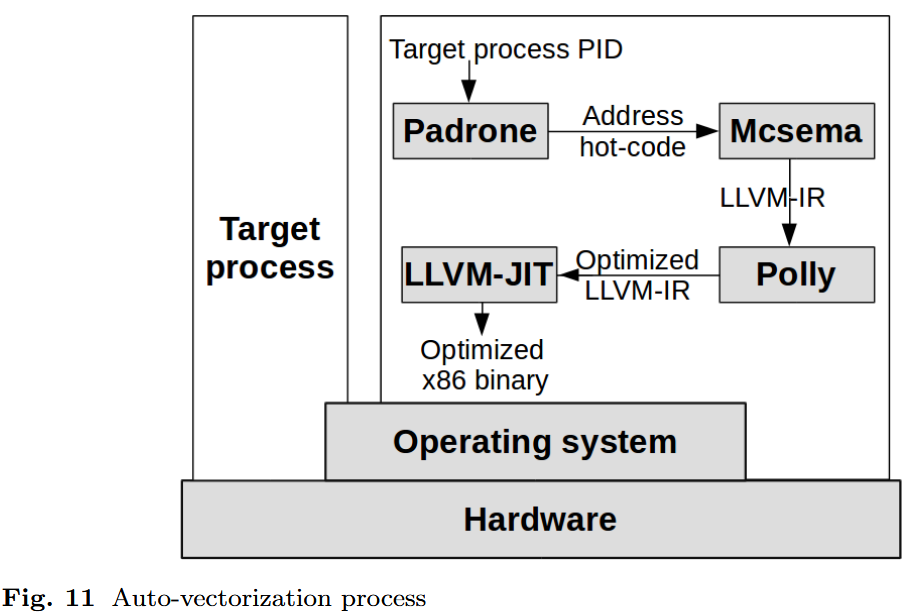 Target process PID
Padrone
Address
hot-code
Mcsema
LLVM-IR
Target
process
LLVM-JIT
Optimized
LLVM-IR
Polly
Optimized
x86 binary
Operating system
Hardware
Fig. 11 Auto-vectorization process